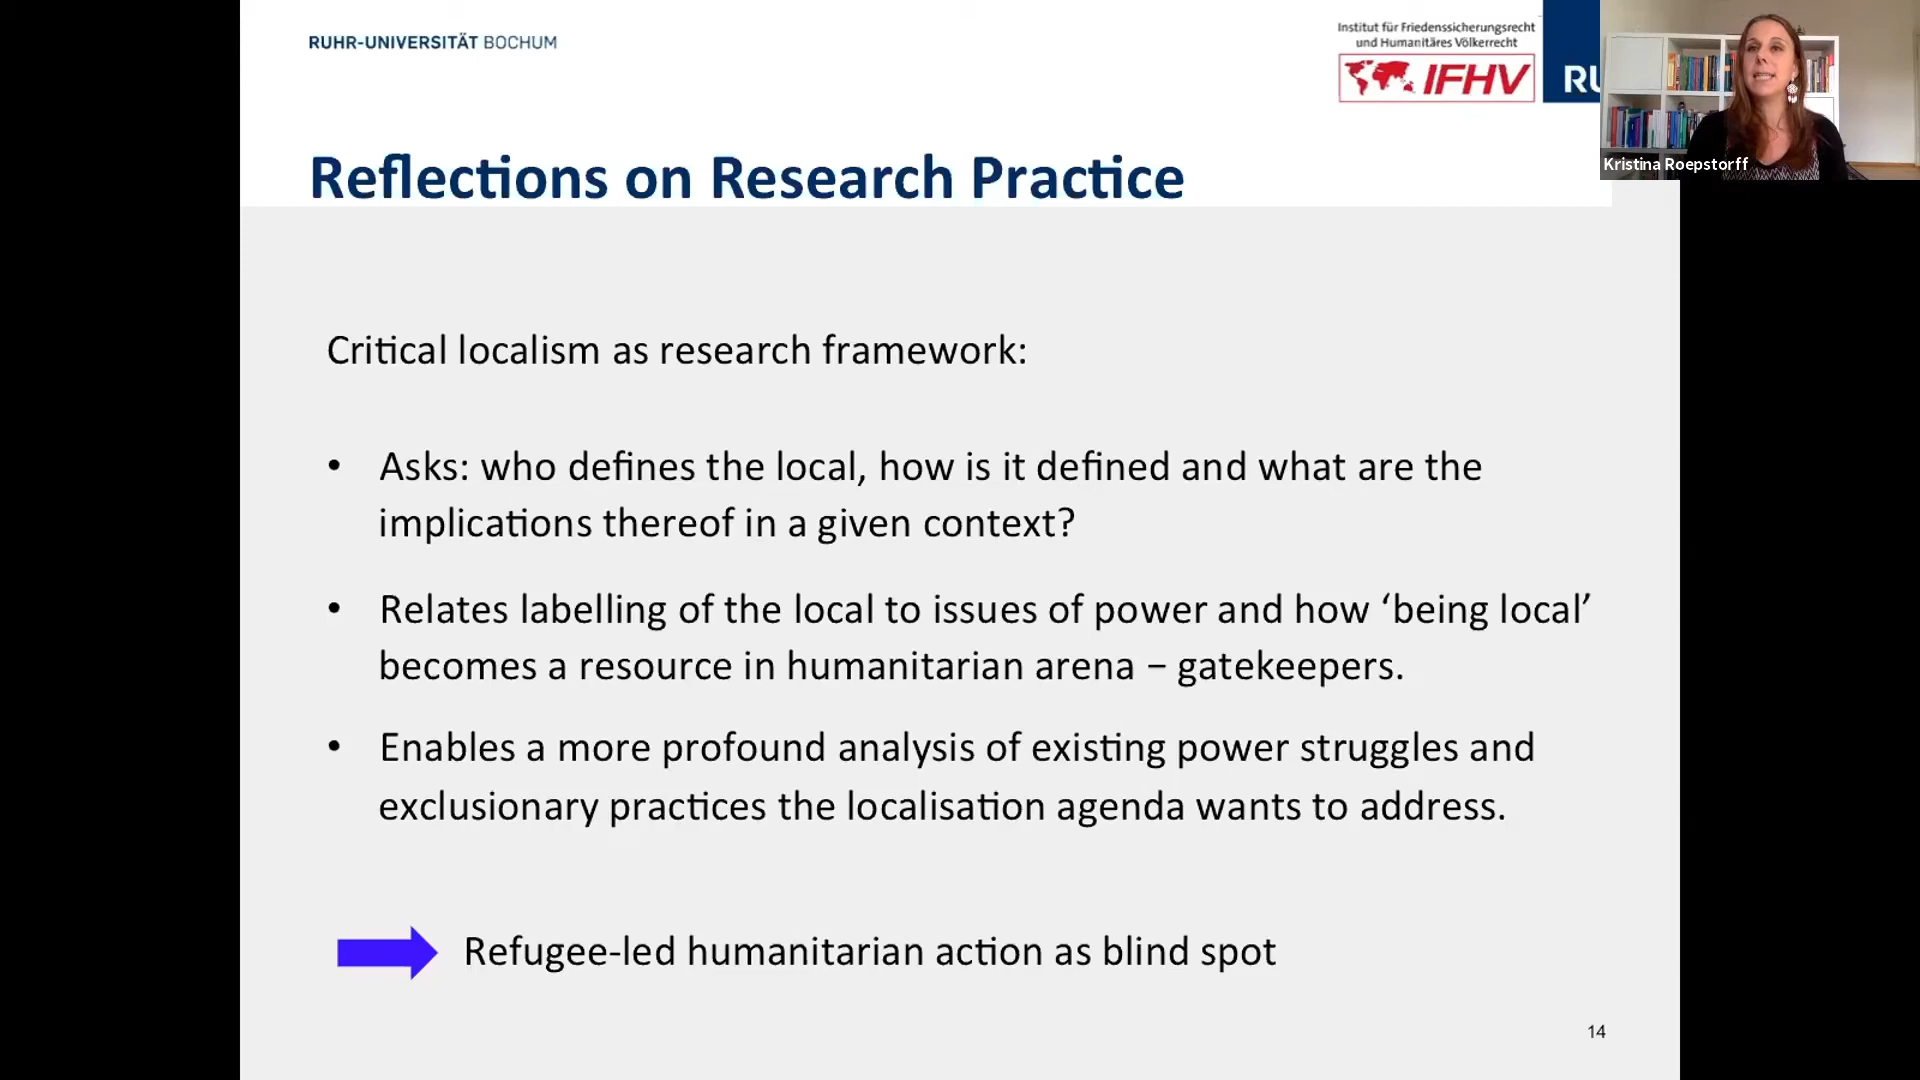 RUHR-UNIVERSITÄT BOCHUM
Institut für Friedenssicherungsrecht
und Humanitäres Völkerrecht
IFHV
RU
Kristina Roepstorff
Reflections on Research Practice
Critical localism as research framework:
• Asks: who defines the local, how is it defined and what are the
implications thereof in a given context?
• Relates labelling of the local to issues of power and how ‘being local’
becomes a resource in humanitarian arena – gatekeepers.
• Enables a more profound analysis of existing power struggles and
exclusionary practices the localisation agenda wants to address.
Refugee-led humanitarian action as blind spot
14